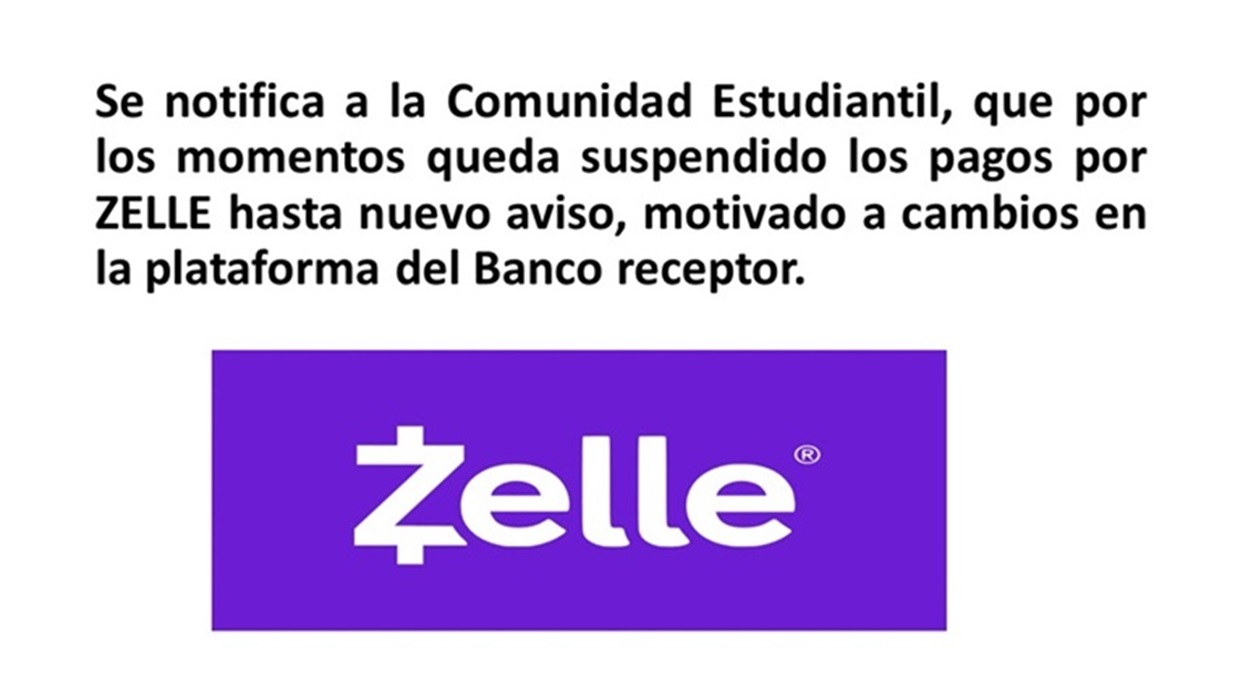 Se notifica a la Comunidad Estudiantil, que por
los momentos queda suspendido los pagos por
ZELLE hasta nuevo aviso, motivado a cambios en
la plataforma del Banco receptor.
Zelle®